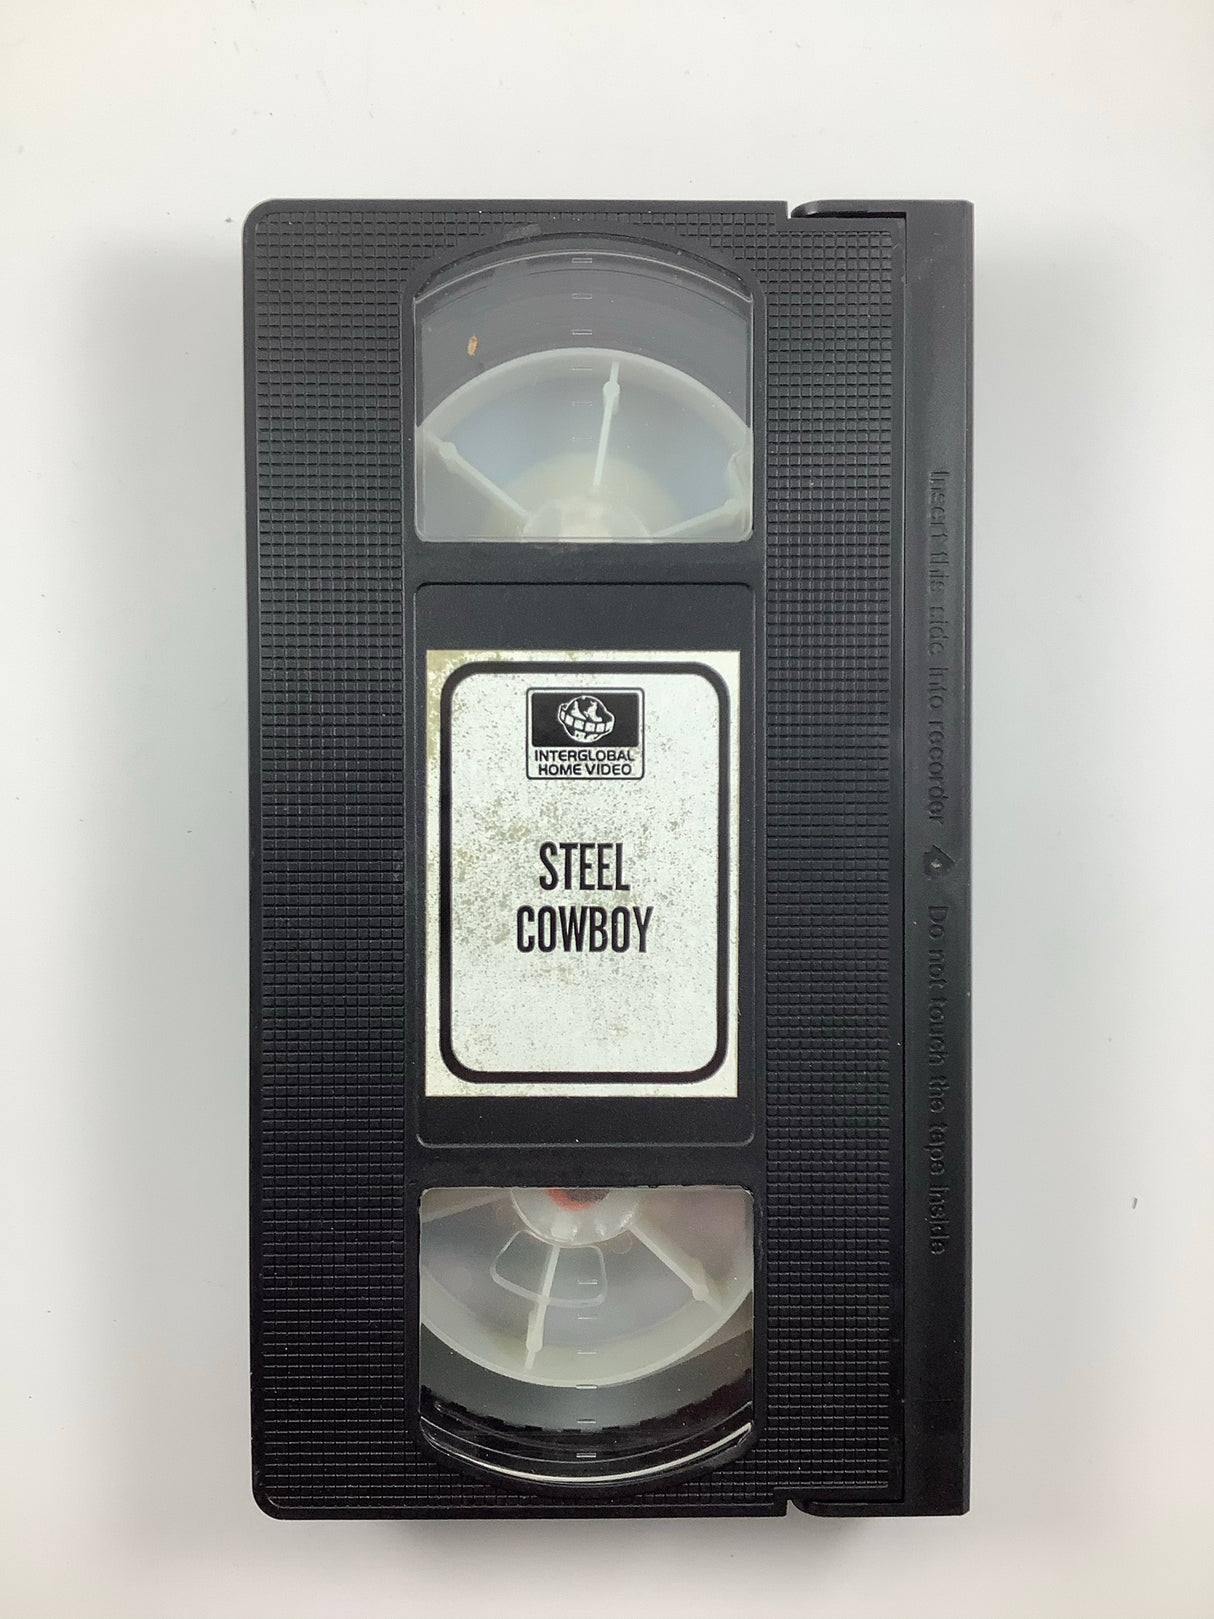 INTERGLOBAL
HOME VIDEO
STEEL
COWBOY
Insert this side into recorder
Do not touch the tape inside